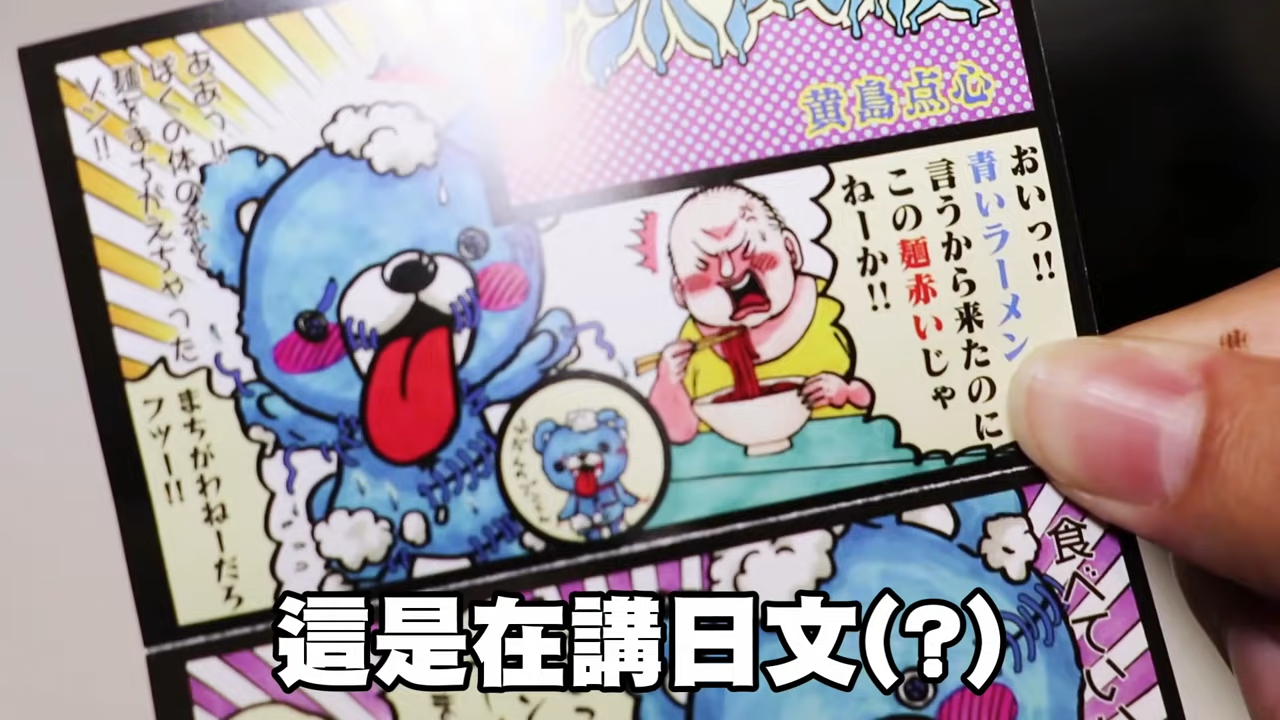 黄島点心
おいっ!!
青いラーメン
言うから来たのに
この麺赤いじゃ
ねーか!!
ああっ!!
ぼくの体の糸と
麺をまちがえちゃった
ゾン!!
まちがわねーだろ
フツー!!
食べてい
這是在講日文(?)